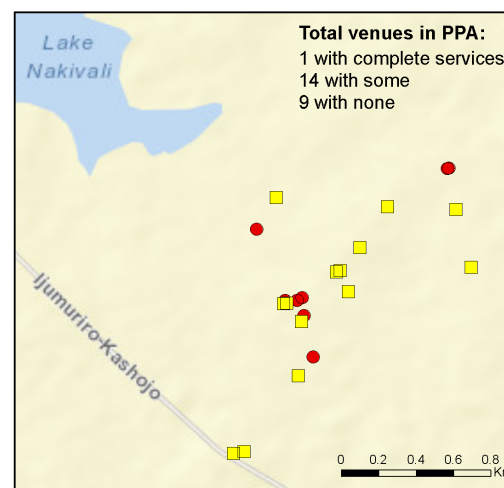 Lake
Nakivali
Total venues in PPA:
1 with complete services
14 with some
9 with none
Ijumuriro-Kashojo
0 0.2 0.4 0.6 0.8